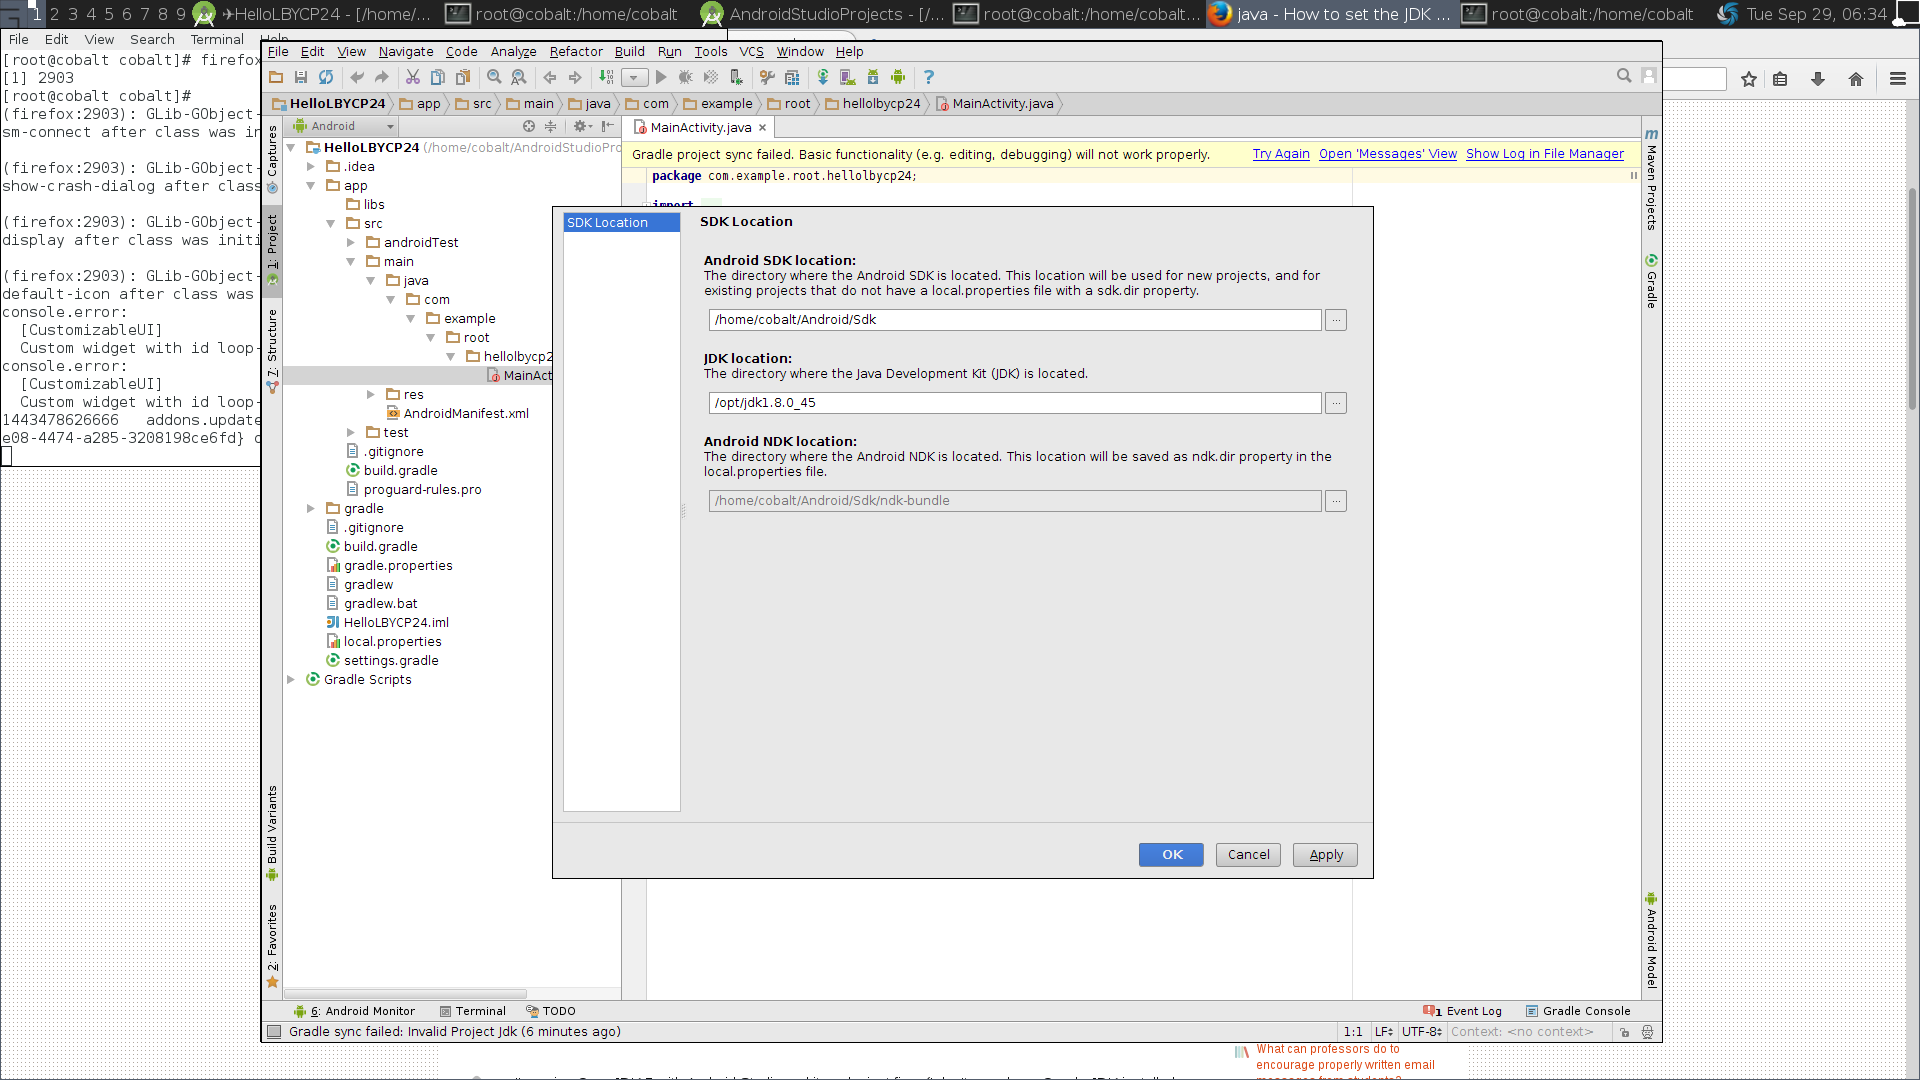 1 2 3 4 5 6 7 8 9 ✈HelloLBYCP24 - [/home/... root@cobalt:/home/cobalt AndroidStudioProjects - [/... root@cobalt:/home/cobalt... java - How to set the JDK ... root@cobalt:/home/cobalt Tue Sep 29, 06:34
File Edit View Search Terminal Help
[root@cobalt cobalt]# firefox
[1] 2903
[root@cobalt cobalt]#
(firefox:2903): GLib-GObject-
sm-connect after class was in
(firefox:2903): GLib-GObject-
show-crash-dialog after class
(firefox:2903): GLib-GObject-
display after class was initi
(firefox:2903): GLib-GObject-
default-icon after class was
console.error:
[CustomizableUI]
Custom widget with id loop-
console.error:
[CustomizableUI]
Custom widget with id loop-
1443478626666 addons.update
e08-4474-a285-3208198ce6fd}
File Edit View Navigate Code Analyze Refactor Build Run Tools VCS Window Help
HelloLBYCP24 app src main java com example root hellolbycp24 MainActivity.java
Captures
1: Project
7: Structure
Build Variants
2: Favorites
Android
HelloLBYCP24 (/home/cobalt/AndroidStudioPro
.idea
app
libs
src
androidTest
main
java
com
example
root
hellolbycp2
MainAct
res
AndroidManifest.xml
test
.gitignore
build.gradle
proguard-rules.pro
gradle
.gitignore
build.gradle
gradle.properties
gradlew
gradlew.bat
HelloLBYCP24.iml
local.properties
settings.gradle
Gradle Scripts
MainActivity.java
Gradle project sync failed. Basic functionality (e.g. editing, debugging) will not work properly. Try Again Open 'Messages' View Show Log in File Manager
package com.example.root.hellolbycp24;
import ...
SDK Location
SDK Location
Android SDK location:
The directory where the Android SDK is located. This location will be used for new projects, and for
existing projects that do not have a local.properties file with a sdk.dir property.
/home/cobalt/Android/Sdk ...
JDK location:
The directory where the Java Development Kit (JDK) is located.
/opt/jdk1.8.0_45 ...
Android NDK location:
The directory where the Android NDK is located. This location will be saved as ndk.dir property in the
local.properties file.
/home/cobalt/Android/Sdk/ndk-bundle ...
OK Cancel Apply
m Maven Projects
Gradle
Android Model
6: Android Monitor Terminal TODO 1 Event Log Gradle Console
Gradle sync failed: Invalid Project Jdk (6 minutes ago) 1:1 LF UTF-8 Context: <no context>
What can professors do to
encourage properly written email